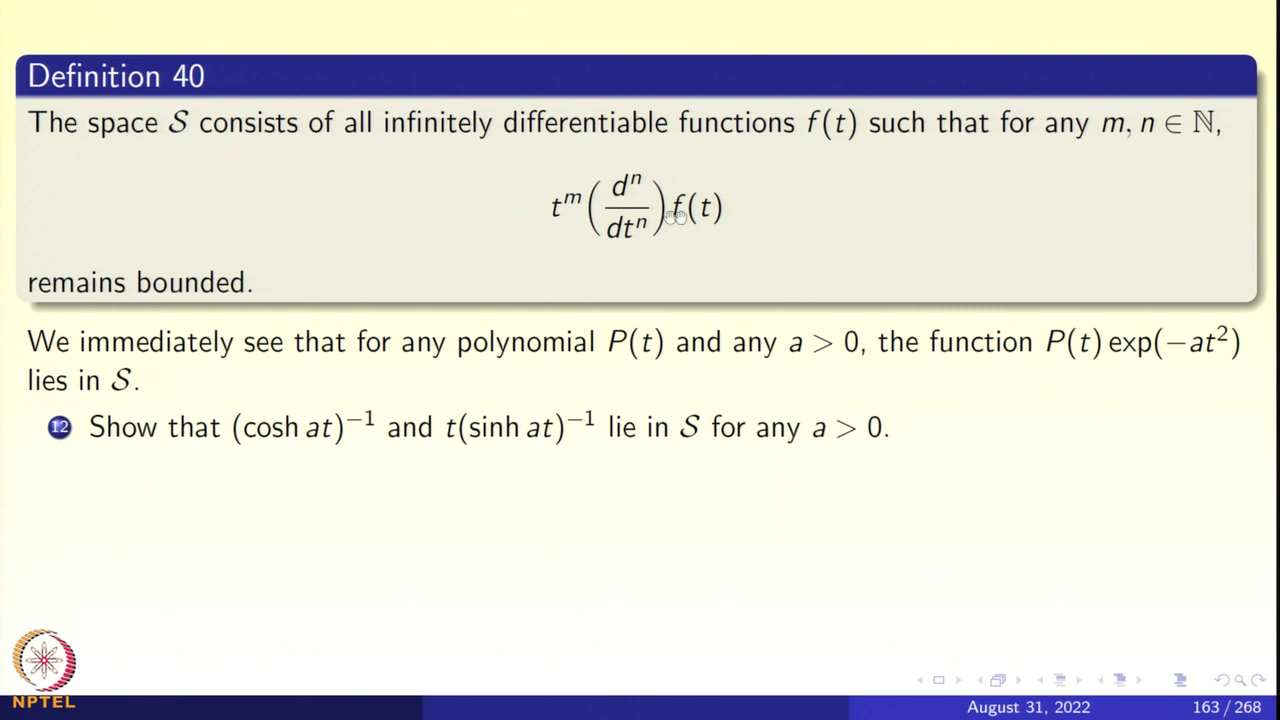 Definition 40
The space 𝒮 consists of all infinitely differentiable functions f(t) such that for any m, n ∈ ℕ,
t^m (d^n/dt^n) f(t)
remains bounded.
We immediately see that for any polynomial P(t) and any a > 0, the function P(t) exp(−at²)
lies in 𝒮.
12 Show that (cosh at)⁻¹ and t(sinh at)⁻¹ lie in 𝒮 for any a > 0.
NPTEL
August 31, 2022 163 / 268